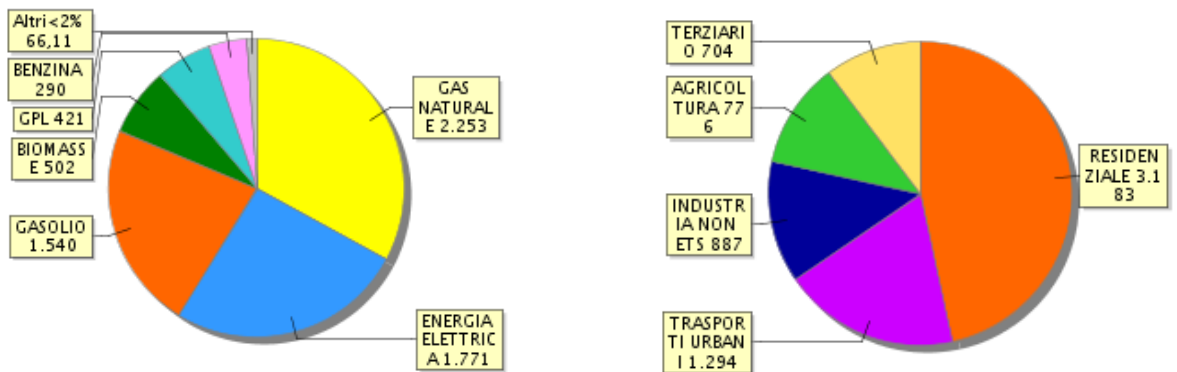 Altri<2%
66,11
BENZINA
290
GPL 421
BIOMASS
E 502
GASOLIO
1.540
GAS
NATURAL
E 2.253
ENERGIA
ELETTRIC
A 1.771
TERZIARI
O 704
AGRICOL
TURA 77
6
INDUSTR
IA NON
ETS 887
TRASPOR
TI URBAN
I 1.294
RESIDEN
ZIALE 3.1
83